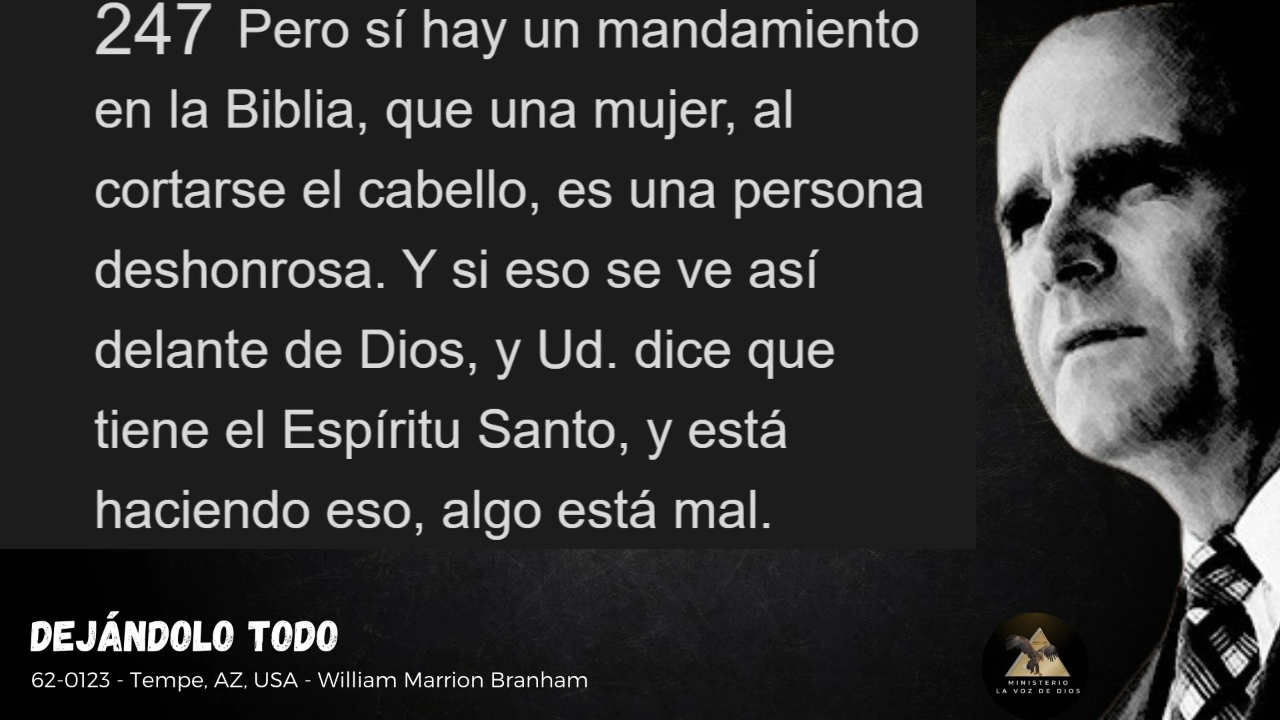 247 Pero sí hay un mandamiento
en la Biblia, que una mujer, al
cortarse el cabello, es una persona
deshonrosa. Y si eso se ve así
delante de Dios, y Ud. dice que
tiene el Espíritu Santo, y está
haciendo eso, algo está mal.
DEJÁNDOLO TODO
62-0123 - Tempe, AZ, USA - William Marrion Branham
MINISTERIO
LA VOZ DE DIOS